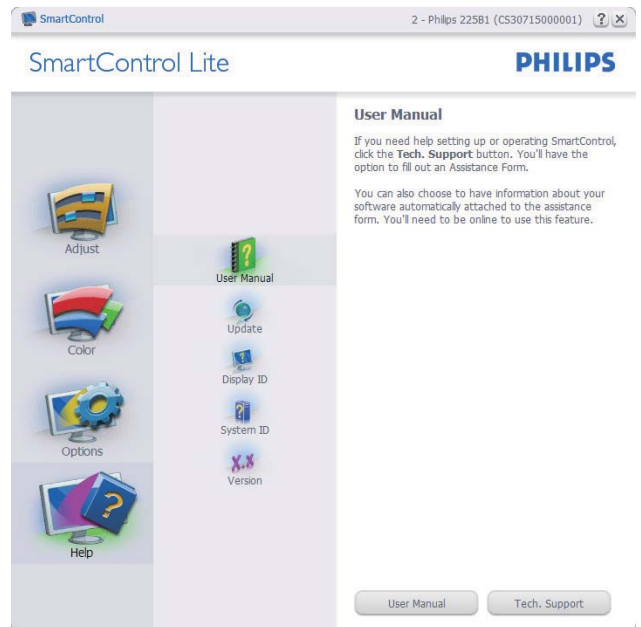 SmartControl
2 - Philips 225B1 (CS30715000001)
? X
SmartControl Lite
PHILIPS
Adjust
Color
Options
?
Help
?
User Manual
Update
?
Display ID
?
System ID
X.X
Version
User Manual
If you need help setting up or operating SmartControl,
click the Tech. Support button. You'll have the
option to fill out an Assistance Form.
You can also choose to have information about your
software automatically attached to the assistance
form. You'll need to be online to use this feature.
User Manual
Tech. Support